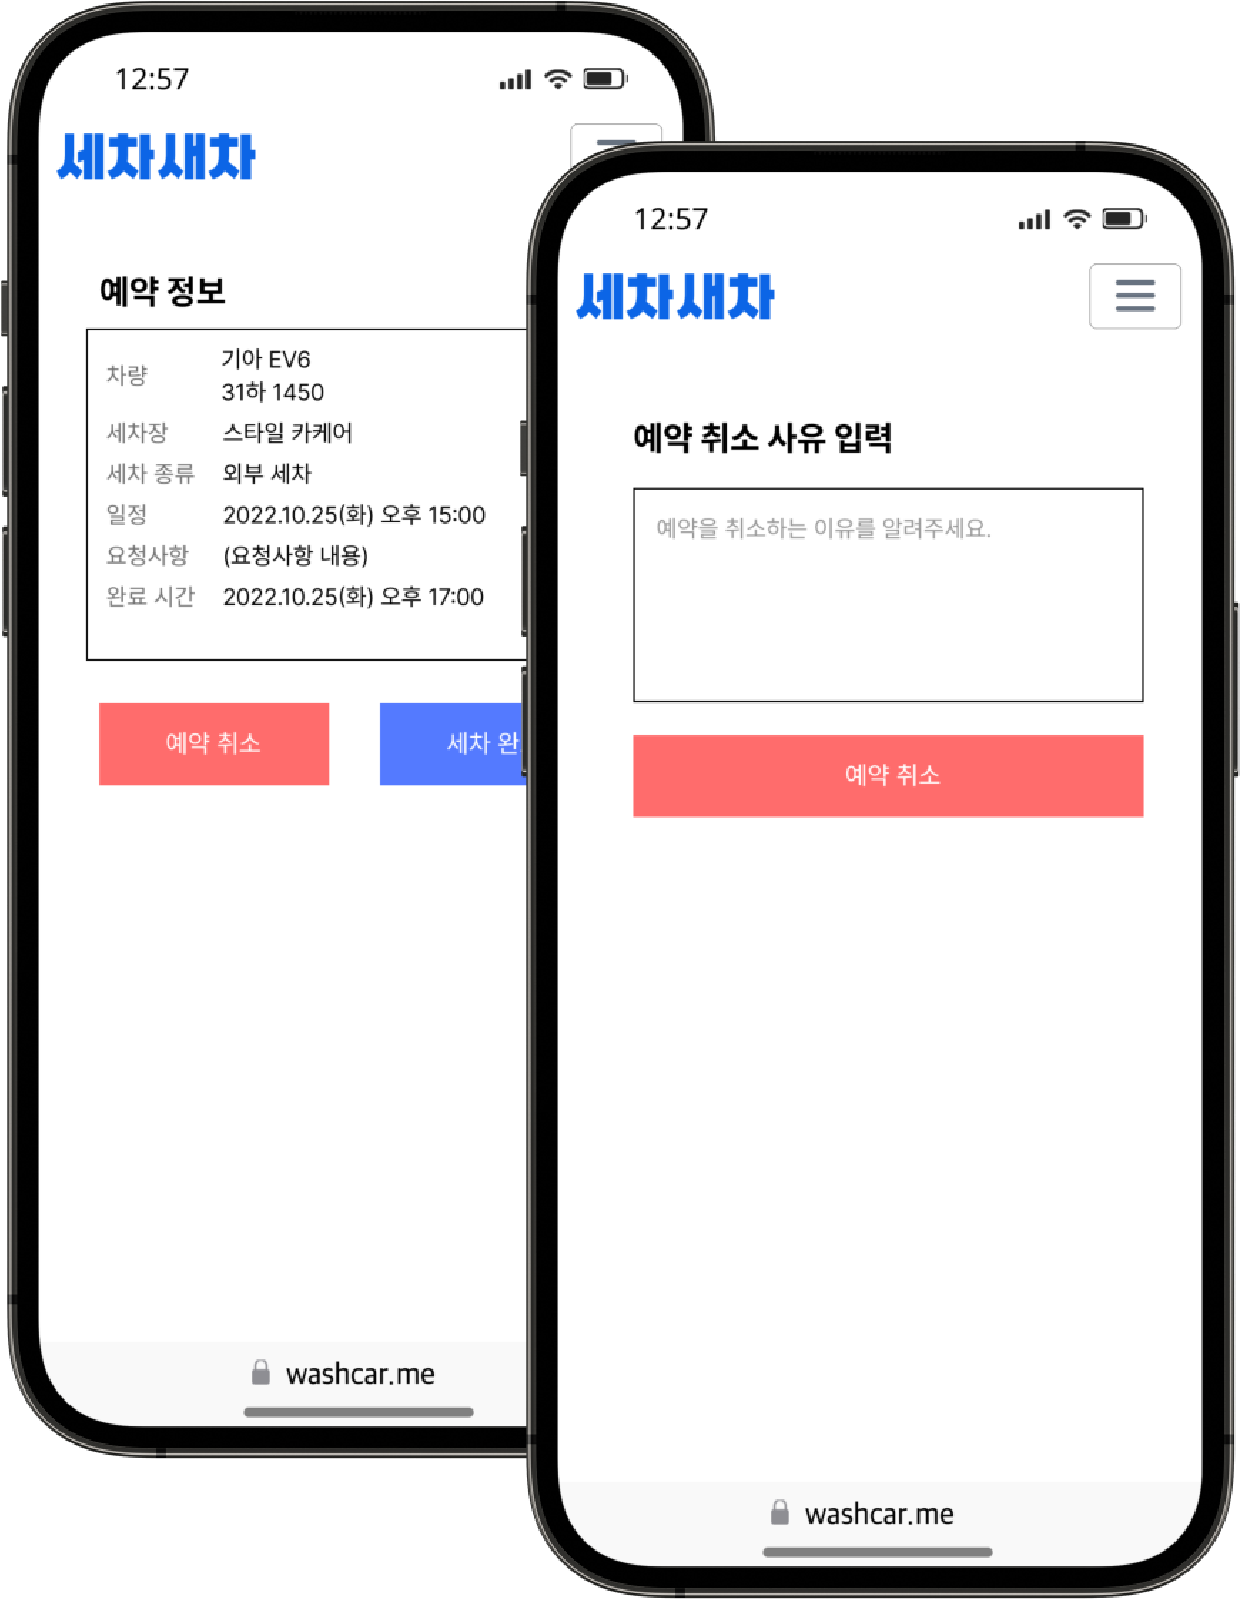 12:57
세차새차
예약 정보
차량
기아 EV6
31하 1450
세차장 스타일 카케어
세차 종류 외부 세차
일정 2022.10.25(화) 오후 15:00
요청사항 (요청사항 내용)
완료 시간 2022.10.25(화) 오후 17:00
예약 취소
세차 완
washcar.me
12:57
세차새차
예약 취소 사유 입력
예약을 취소하는 이유를 알려주세요.
예약 취소
washcar.me